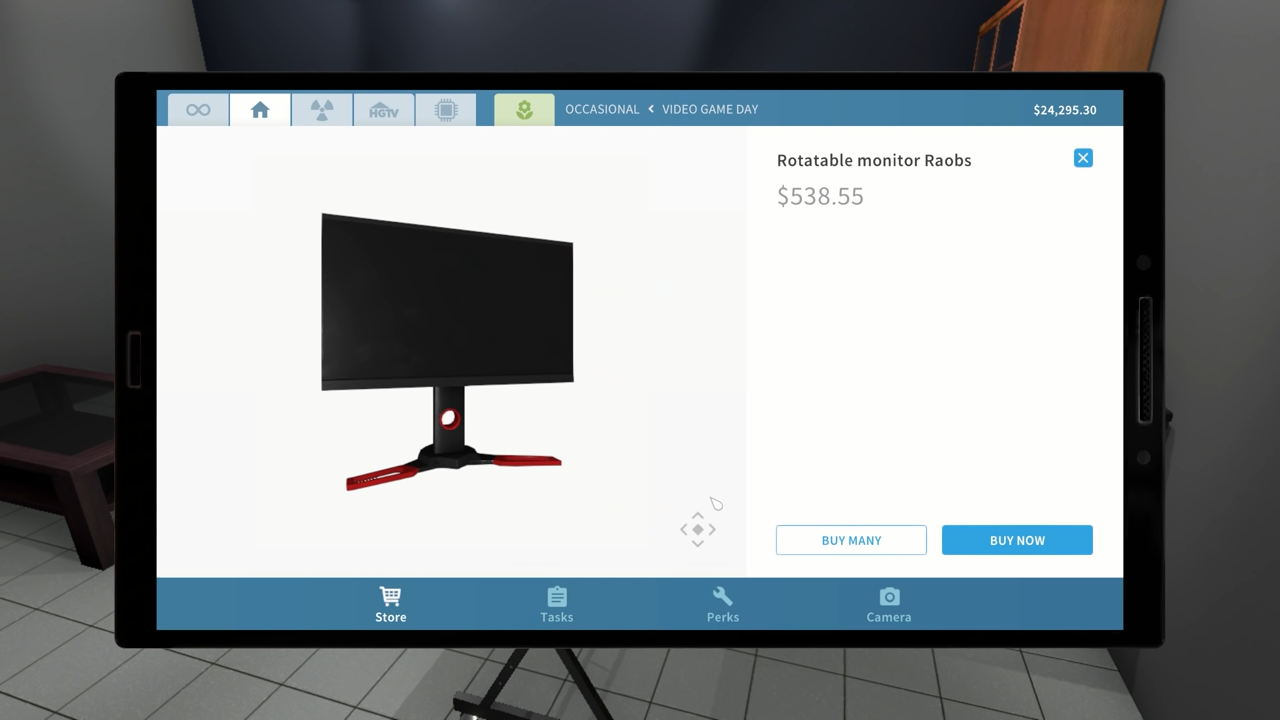 HGTV
OCCASIONAL < VIDEO GAME DAY
$24,295.30
Rotatable monitor Raobs
$538.55
BUY MANY
BUY NOW
Store
Tasks
Perks
Camera